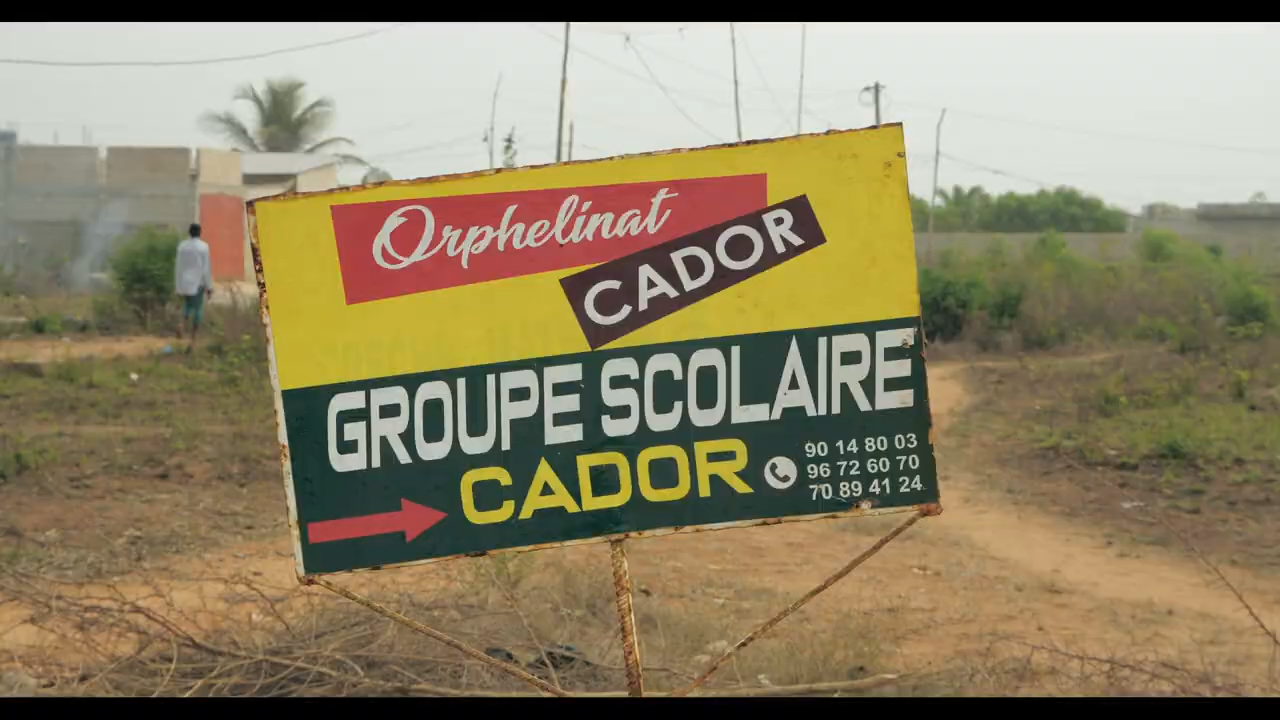 Orphelinat
CADOR
GROUPE SCOLAIRE
CADOR
90 14 80 03
96 72 60 70
70 89 41 24